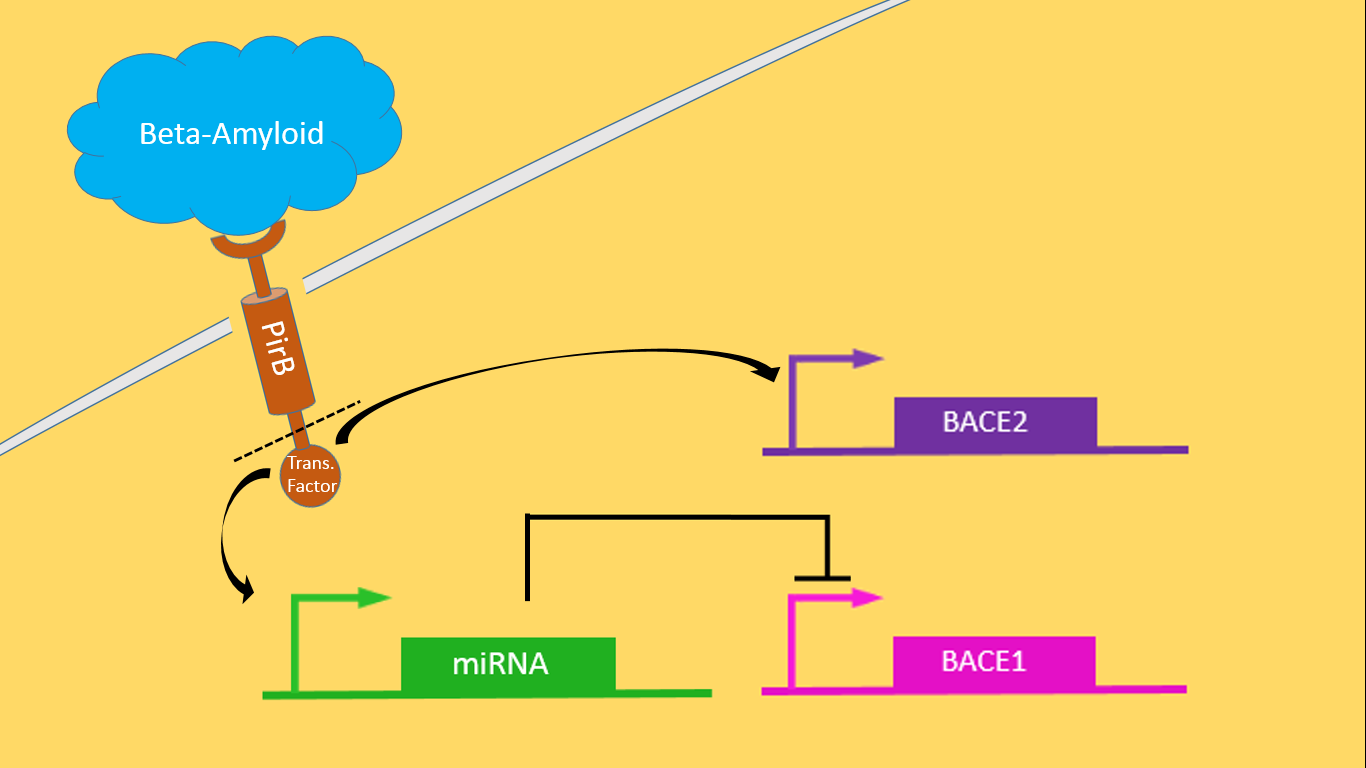 Beta-Amyloid
PirB
Trans.
Factor
BACE2
miRNA
BACE1